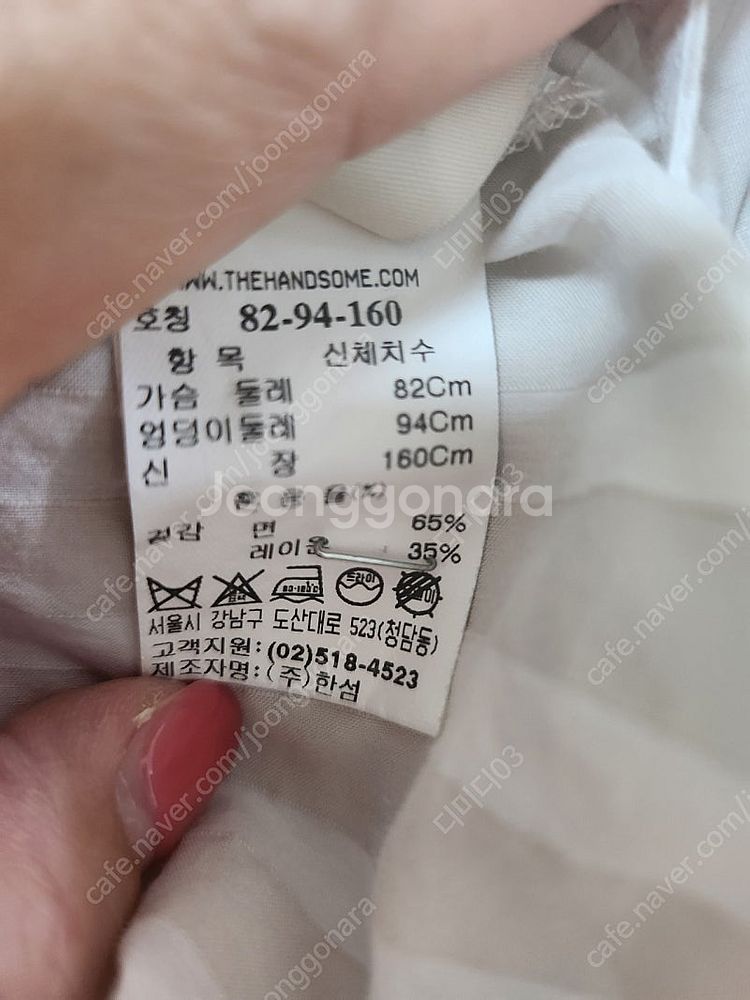 WWW.THEHANDSOME.COM
호칭 82-94-160
항 목 신체치수
가슴 둘레 82Cm
엉덩이둘레 94Cm
신 장 160Cm
Joonggonara
겉감 면 65%
레이온 35%
드라이
서울시 강남구 도산대로 523(청담동)
고객지원:(02)518-4523
제조자명:(주)한섬
cafe.naver.com/joonggonara
디미디03